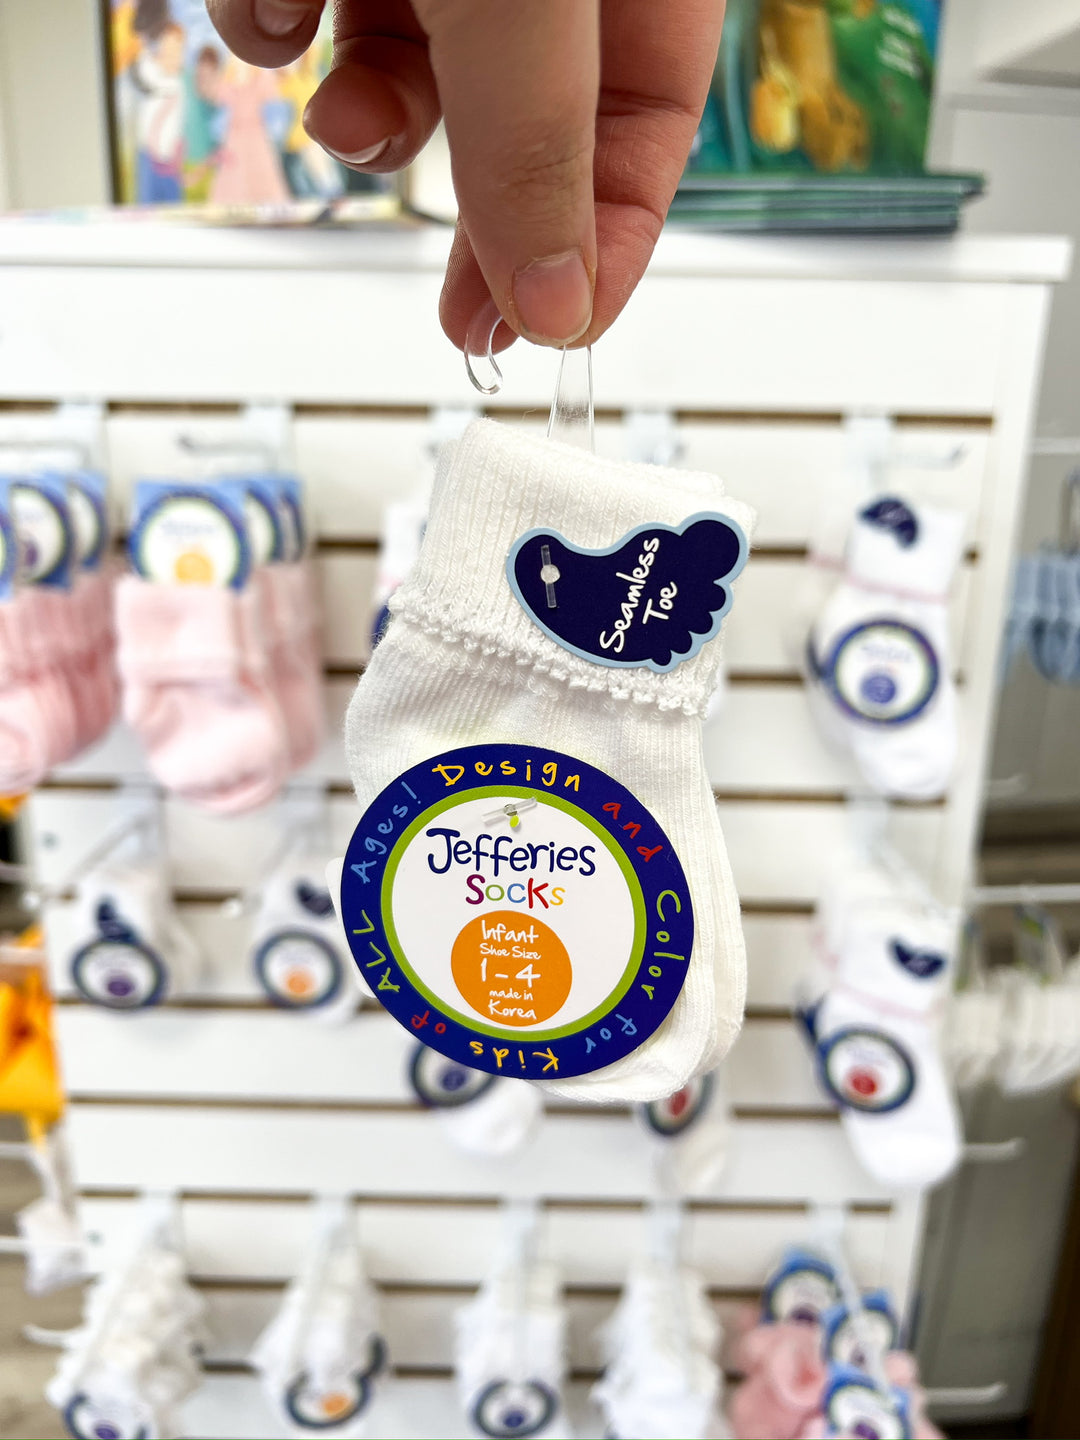 Seamless
Toe
ALL Ages! Design and Color for Kids of
Jefferies
Socks
Infant
Shoe Size
1 - 4
made in
Korea